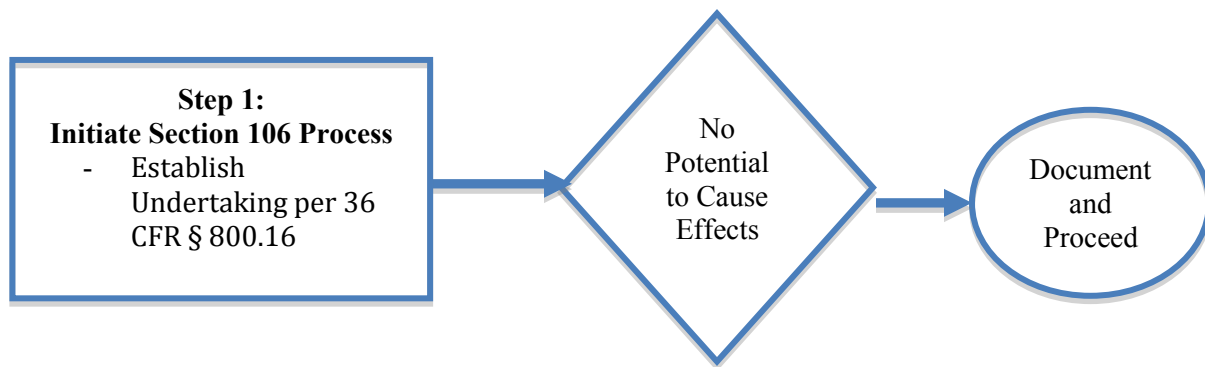 Step 1:
Initiate Section 106 Process
- Establish
Undertaking per 36
CFR § 800.16
No
Potential
to Cause
Effects
Document
and
Proceed